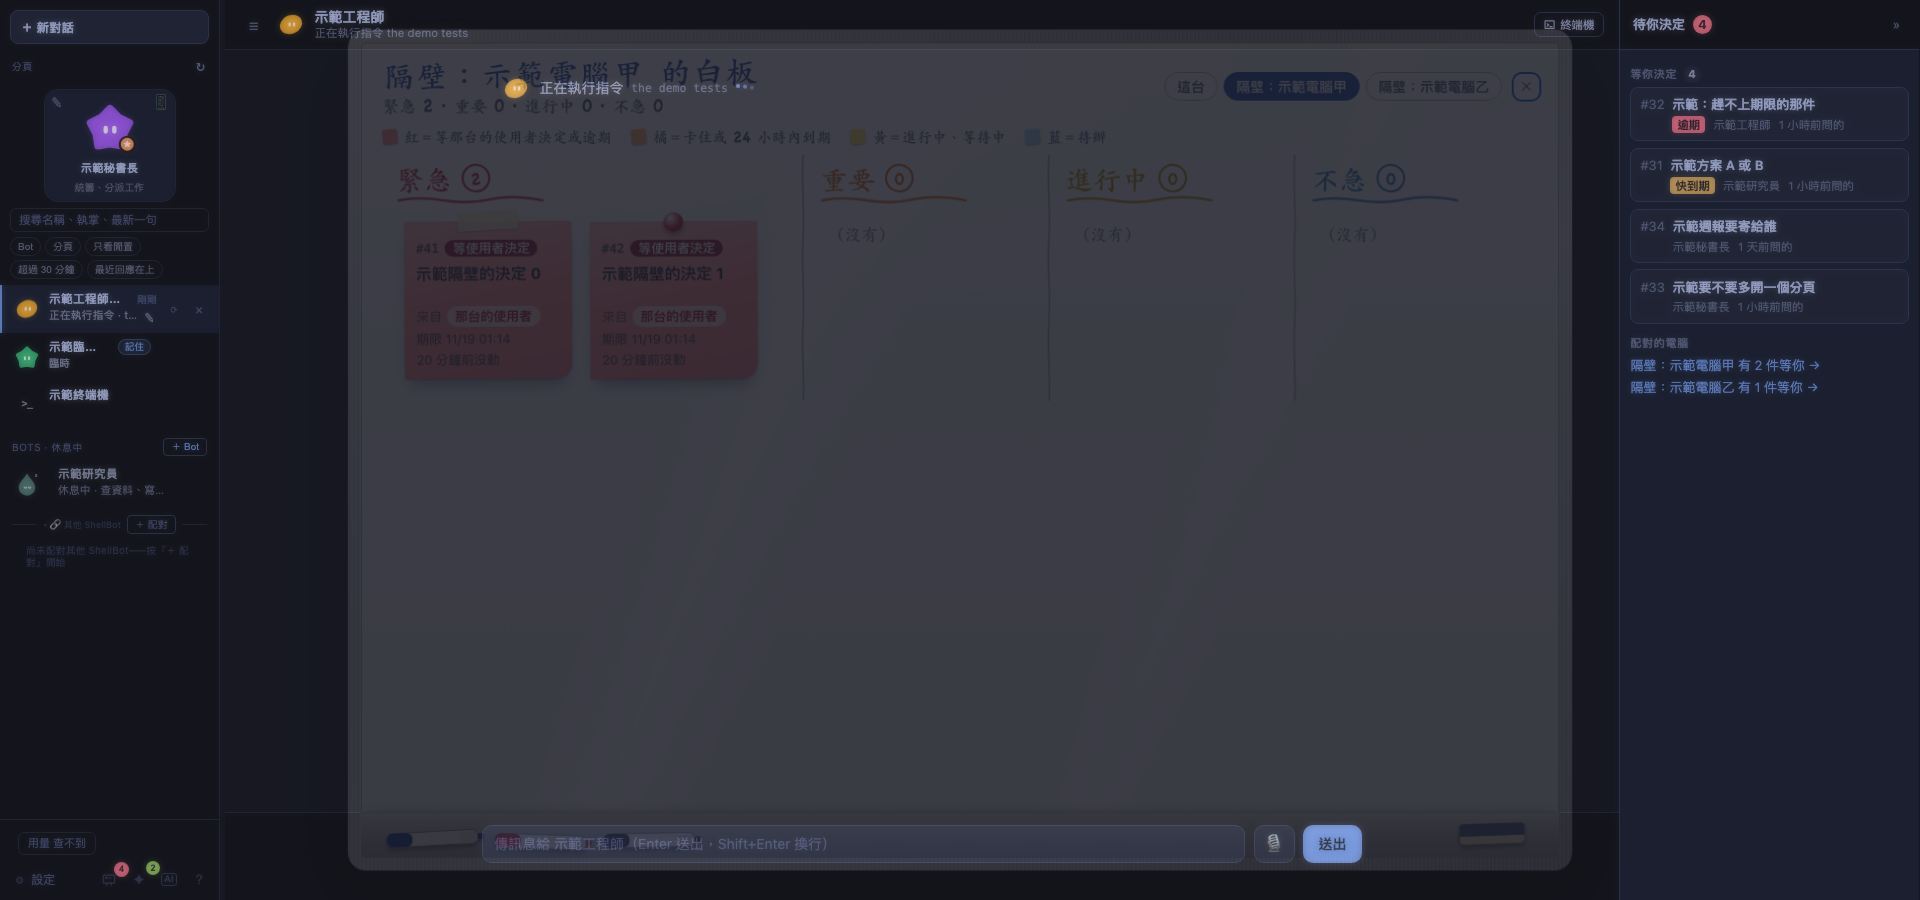 + 新對話
分頁
示範秘書長
統籌、分派工作
搜尋名稱、執掌、最新一句
Bot 分頁 只看閒置
超過 30 分鐘 最近回應在上
示範工程師... 剛剛
正在執行指令 · t...
示範臨... 記住
臨時
>_ 示範終端機
BOTS · 休息中 + Bot
示範研究員
休息中 · 查資料、寫...
其他 ShellBot + 配對
尚未配對其他 ShellBot——按「+ 配
對」開始
用量 查不到
設定 4 2 AI ?
示範工程師
正在執行指令 the demo tests
終端機
隔壁：示範電腦甲 的白板
正在執行指令 the demo tests
緊急 2 · 重要 0 · 進行中 0 · 不急 0
這台 隔壁：示範電腦甲 隔壁：示範電腦乙
紅＝等那台的使用者決定或逾期 橘＝卡住或 24 小時內到期 黃＝進行中、等待中 藍＝待辦
緊急 2
#41 等使用者決定
示範隔壁的決定 0
來自 那台的使用者
期限 11/19 01:14
20 分鐘前沒動
#42 等使用者決定
示範隔壁的決定 1
來自 那台的使用者
期限 11/19 01:14
20 分鐘前沒動
重要 0
（沒有）
進行中 0
（沒有）
不急 0
（沒有）
傳訊息給 示範工程師（Enter 送出，Shift+Enter 換行）
送出
待你決定 4 »
等你決定 4
#32 示範：趕不上期限的那件
逾期 示範工程師 1 小時前問的
#31 示範方案 A 或 B
快到期 示範研究員 1 小時前問的
#34 示範週報要寄給誰
示範秘書長 1 天前問的
#33 示範要不要多開一個分頁
示範秘書長 1 小時前問的
配對的電腦
隔壁：示範電腦甲 有 2 件等你 →
隔壁：示範電腦乙 有 1 件等你 →